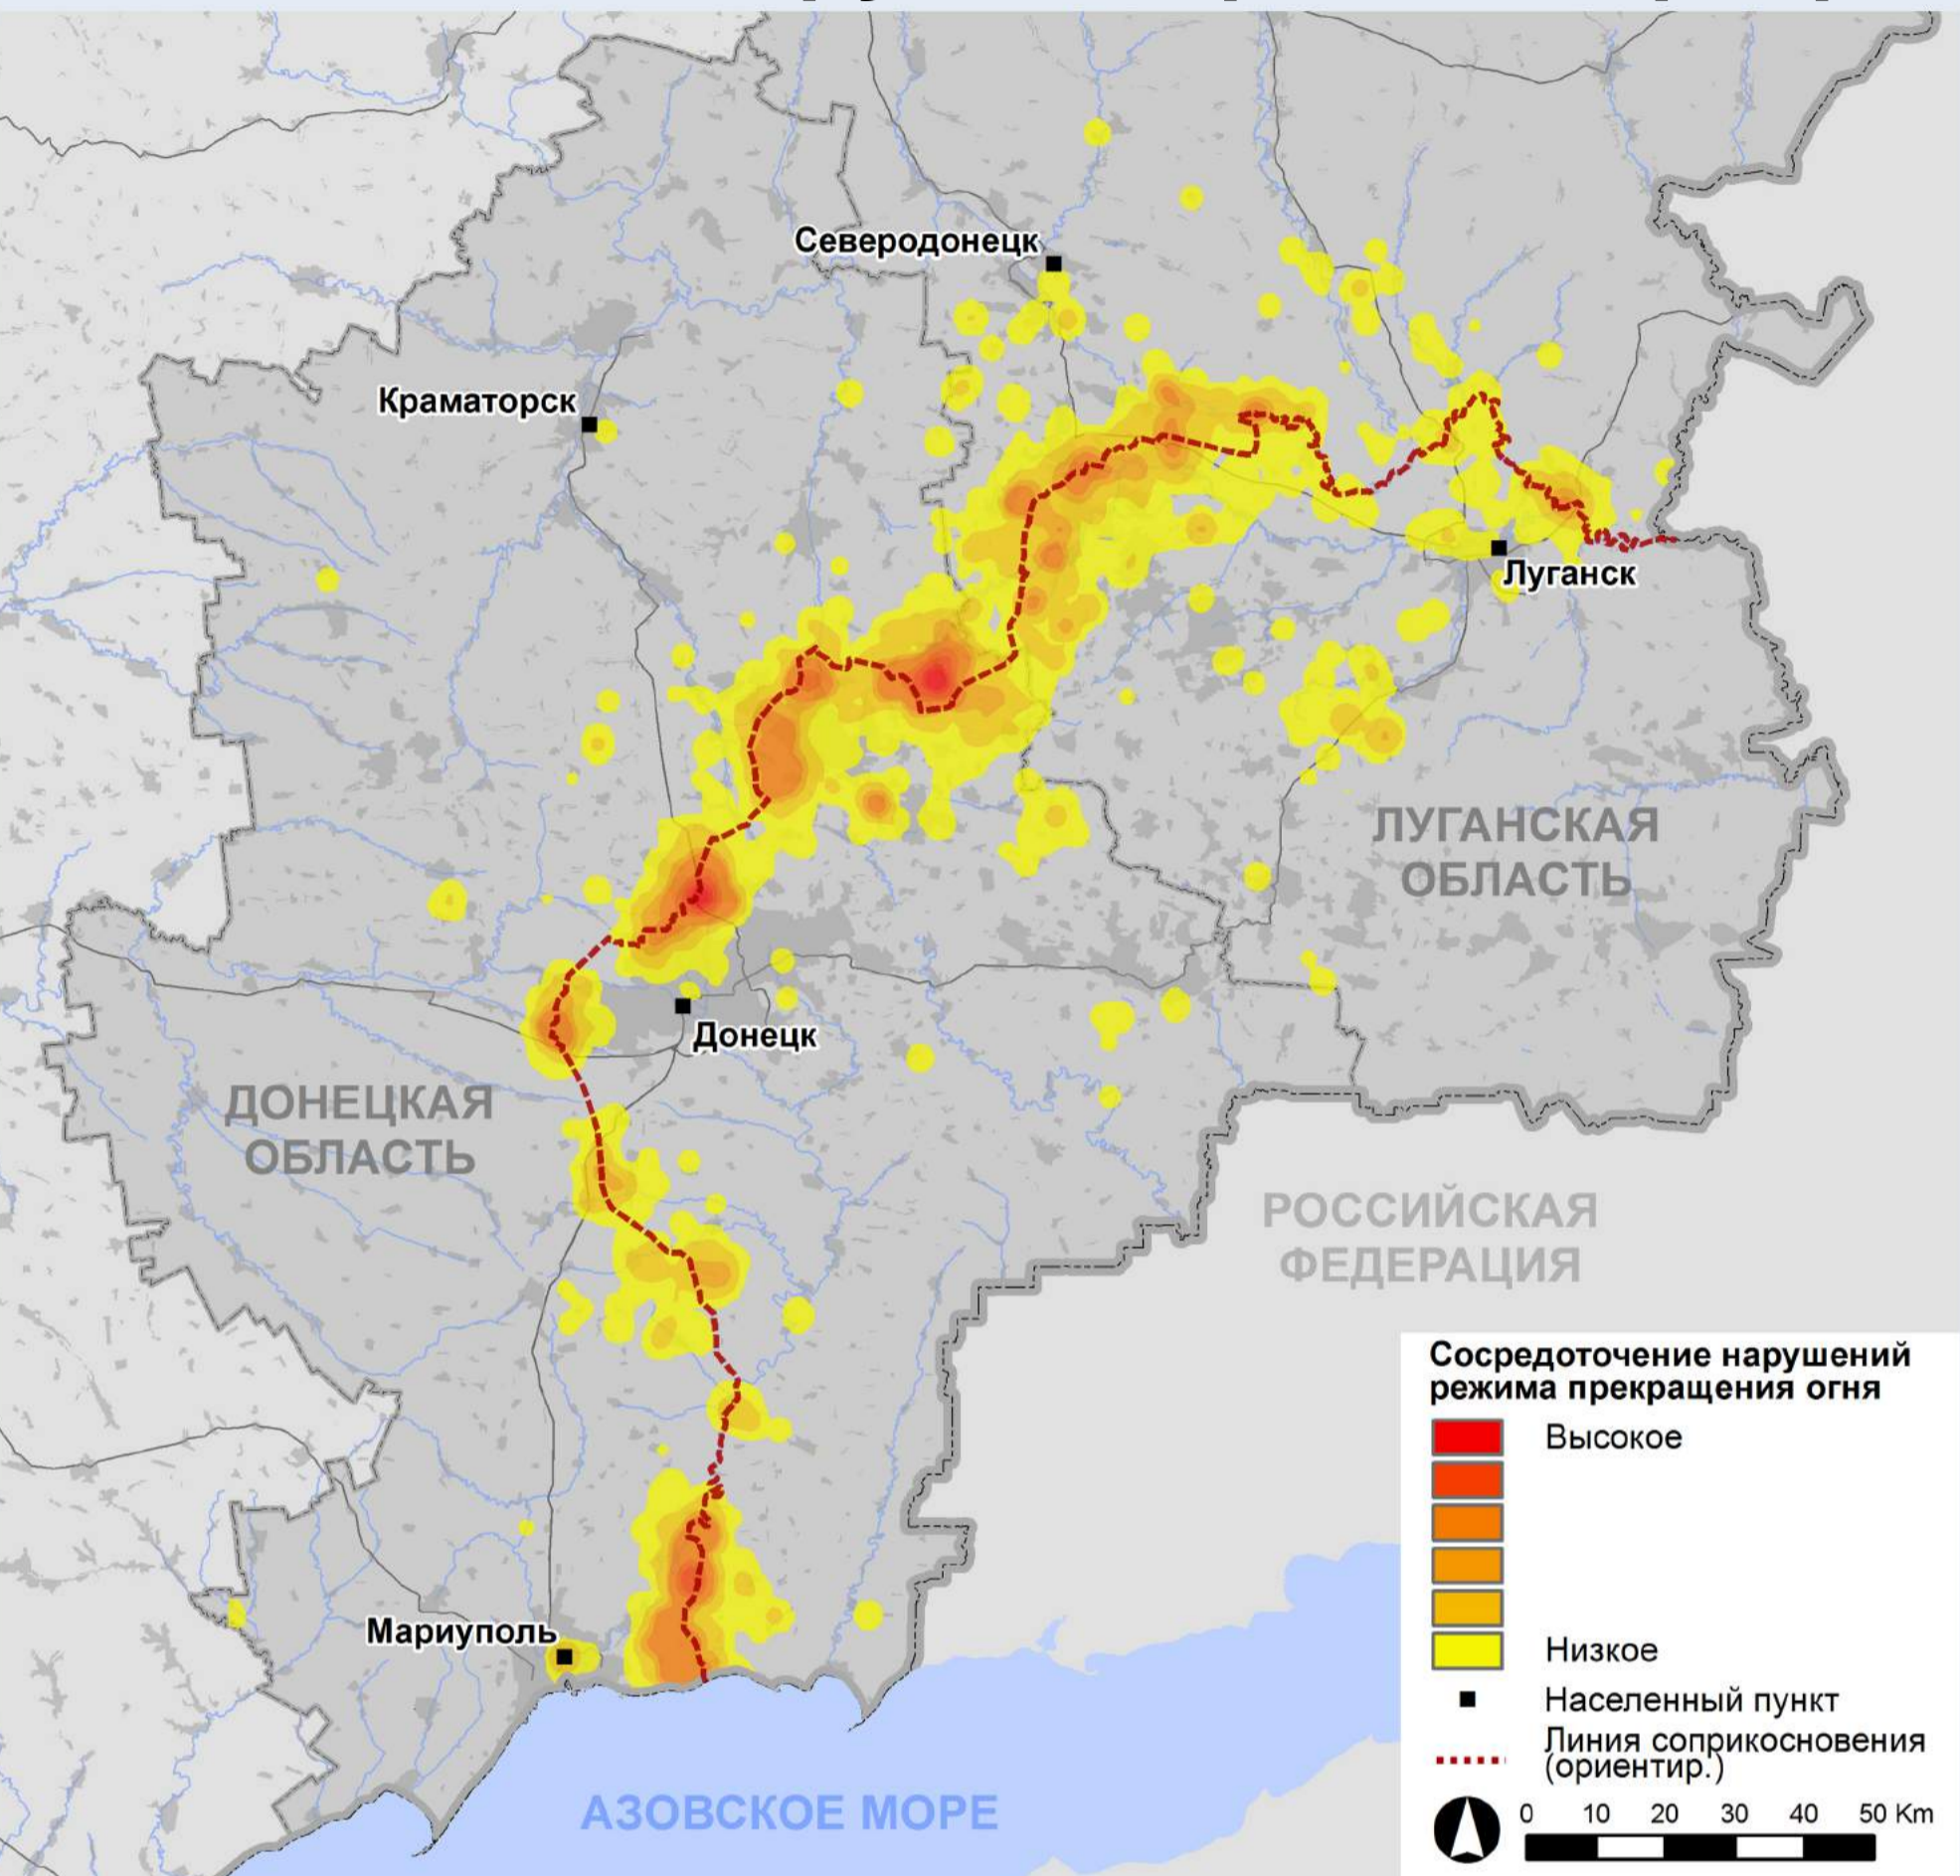 Северодонецк
Краматорск
Луганск
ЛУГАНСКАЯ
ОБЛАСТЬ
Донецк
ДОНЕЦКАЯ
ОБЛАСТЬ
РОССИЙСКАЯ
ФЕДЕРАЦИЯ
Мариуполь
АЗОВСКОЕ МОРЕ
Сосредоточение нарушений
режима прекращения огня
Высокое
Низкое
Населенный пункт
Линия соприкосновения
(ориентир.)
0 10 20 30 40 50 Km